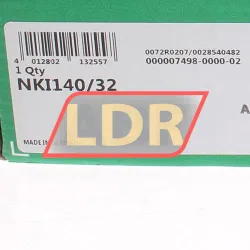 4 012802 132557
0072R0207/0028540482
000007498-0000-02
1 Qty
NKI140/32
A
LDR
MADE IN